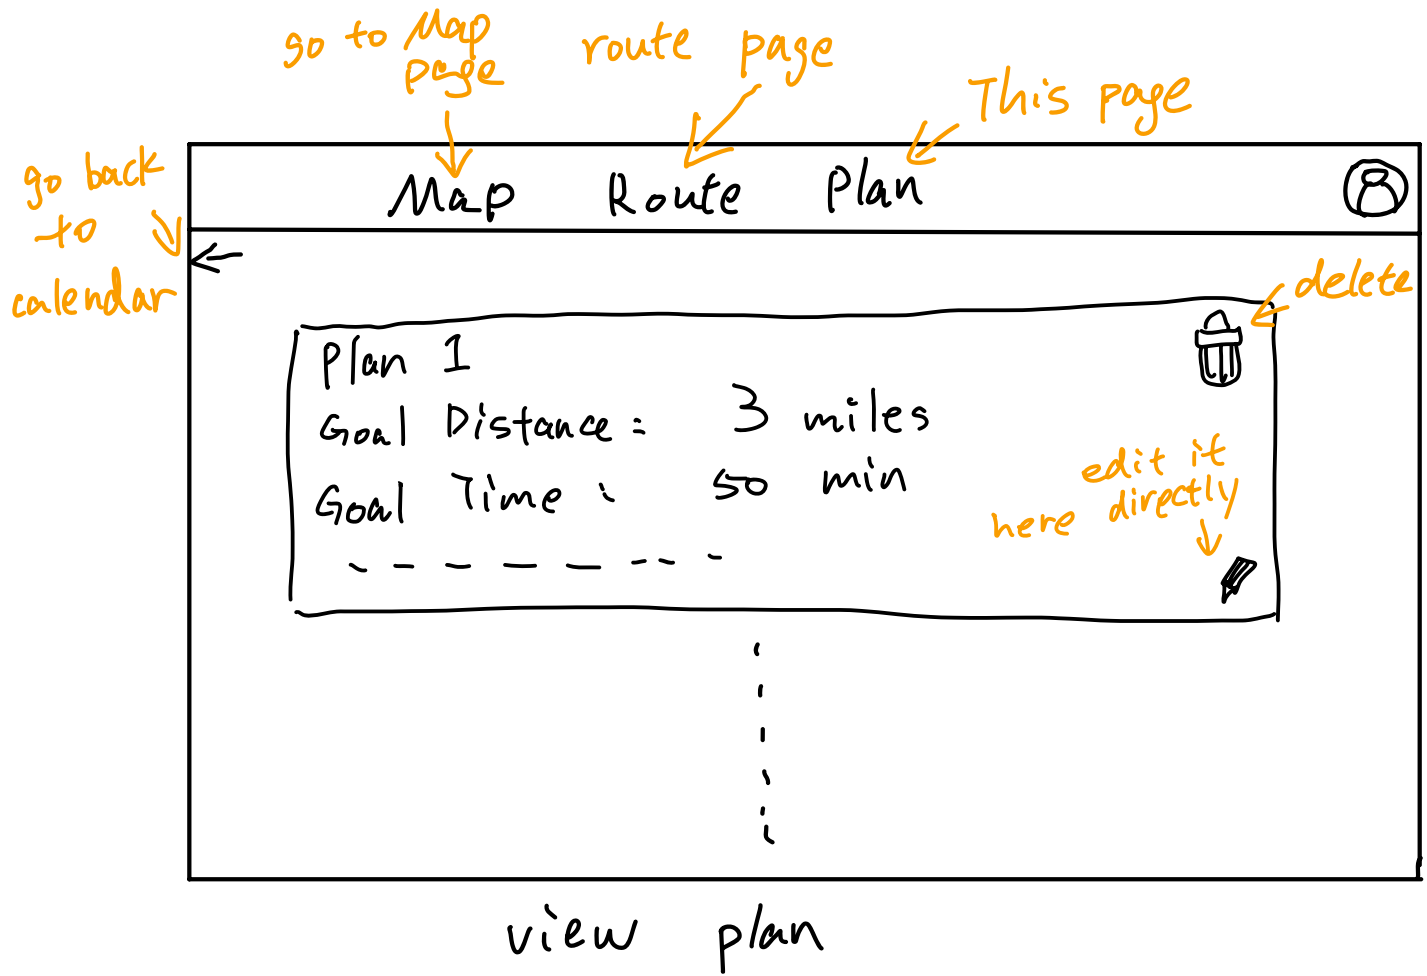 go to Map
page
route page
This page
go back
to
calendar
Map Route Plan
delete
Plan 1
Goal Distance: 3 miles
Goal Time: 50 min
edit it
here directly
view plan